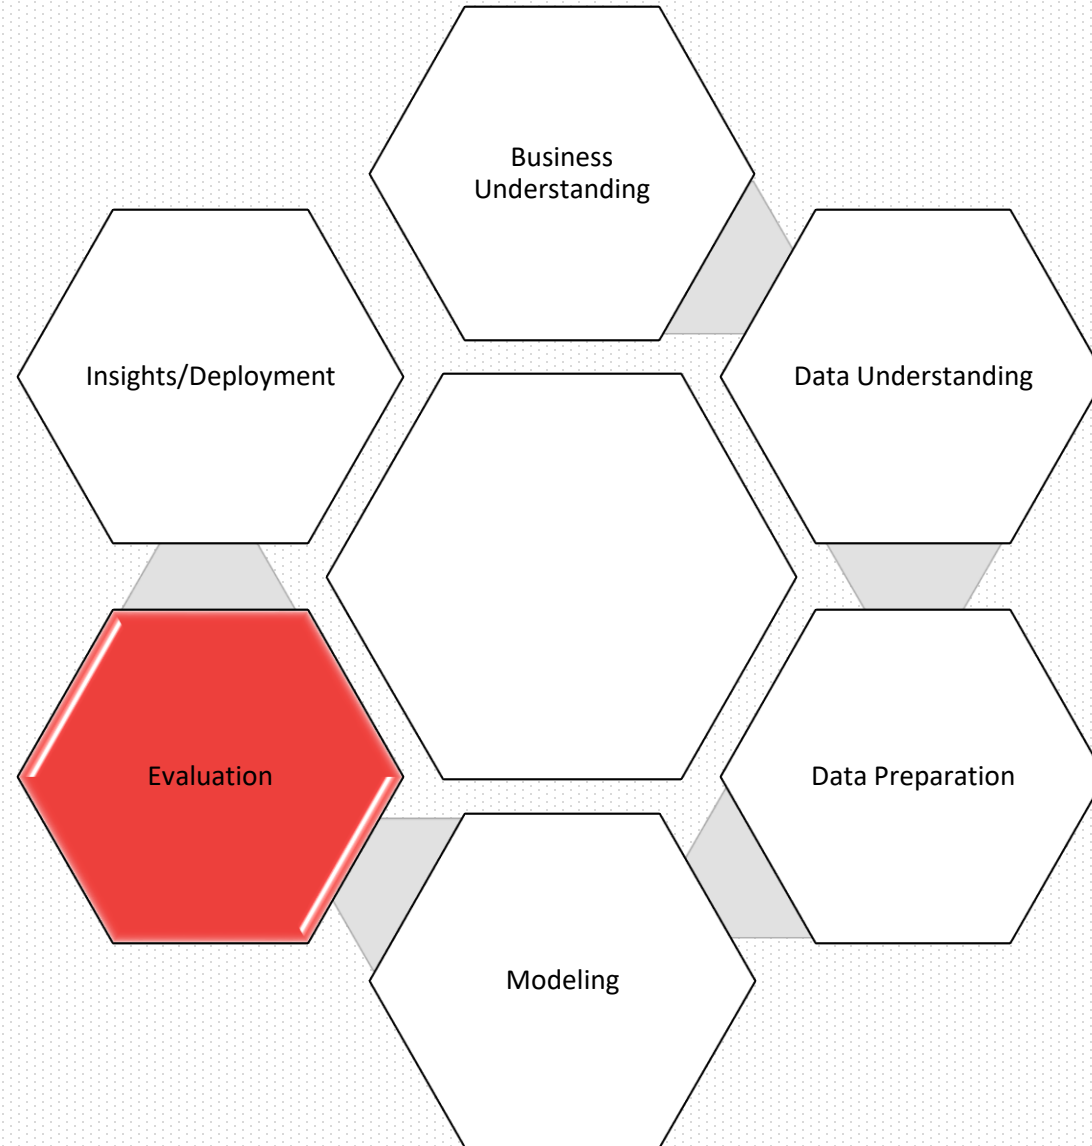 Business
Understanding
Insights/Deployment
Data Understanding
Evaluation
Data Preparation
Modeling